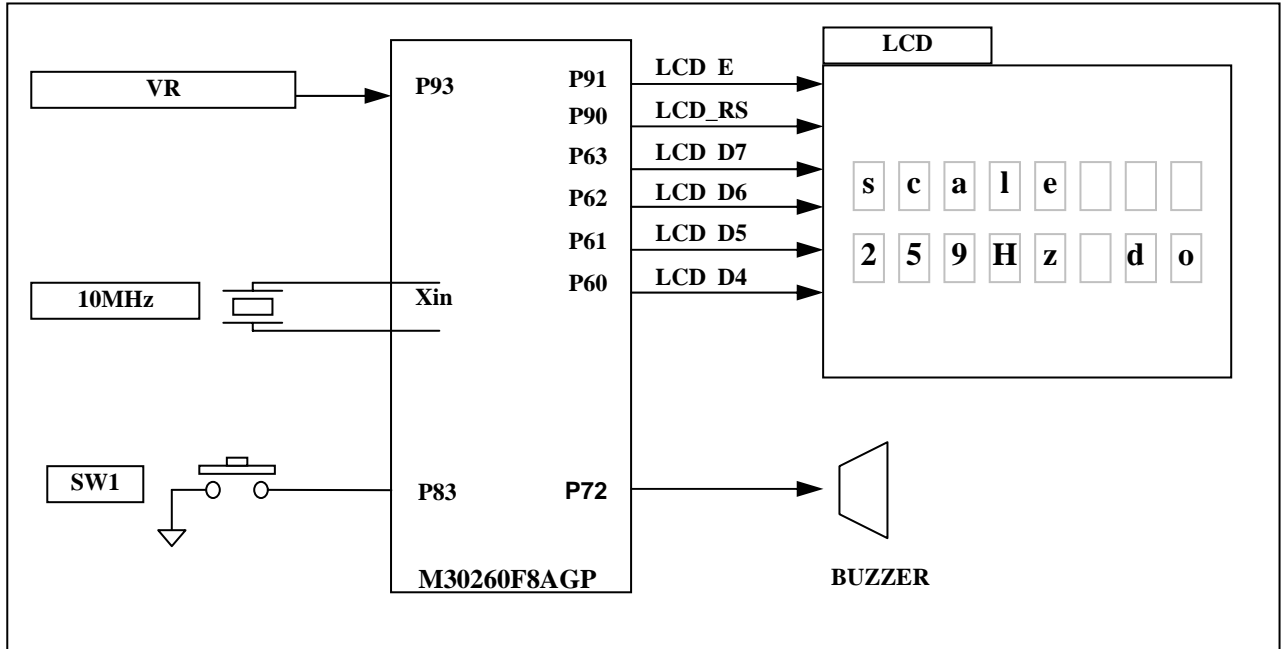 LCD
VR
P93
P91
LCD E
P90
LCD_RS
P63
LCD D7
P62
LCD D6
P61
LCD D5
P60
LCD D4
s c a l e
2 5 9 H z d o
10MHz
Xin
SW1
P83
P72
M30260F8AGP
BUZZER